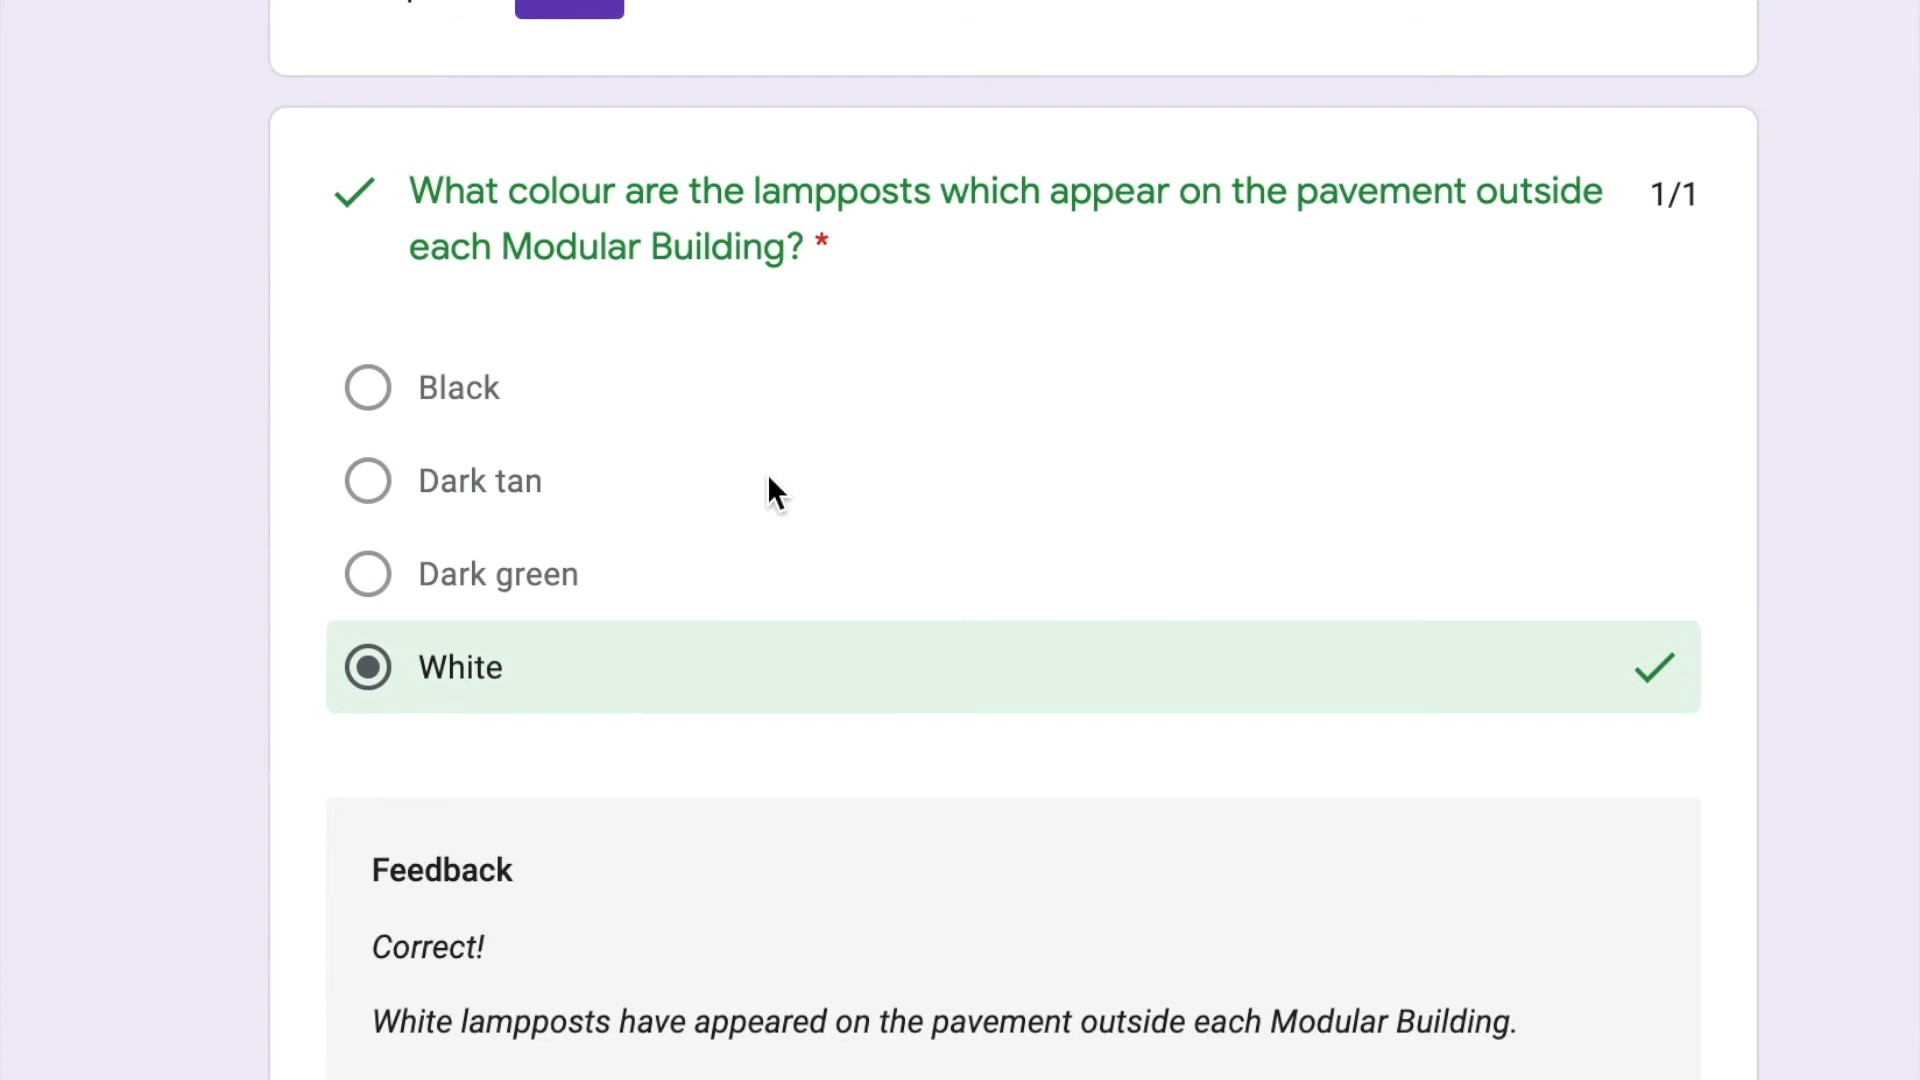 What colour are the lampposts which appear on the pavement outside
each Modular Building? *
1/1
Black
Dark tan
Dark green
White
Feedback
Correct!
White lampposts have appeared on the pavement outside each Modular Building.